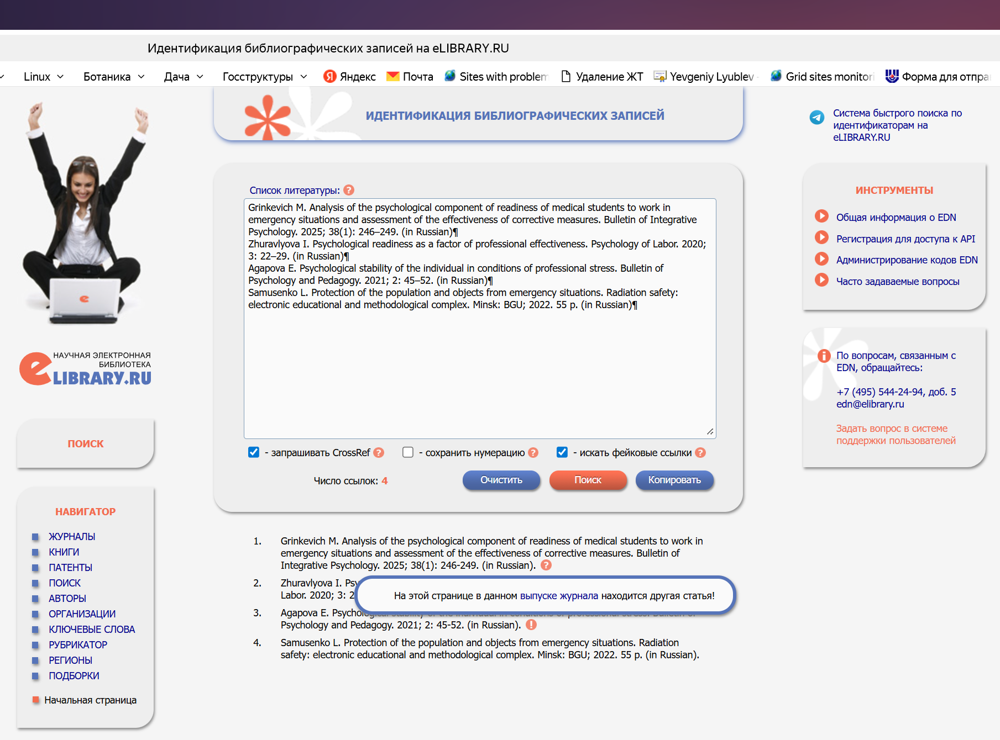 Идентификация библиографических записей на eLIBRARY.RU
Linux
Ботаника
Дача
Госструктуры
Яндекс
Почта
Sites with problem
Удаление ЖТ
Yevgeniy Lyublev
Grid sites monitori
Форма для отпра
ИДЕНТИФИКАЦИЯ БИБЛИОГРАФИЧЕСКИХ ЗАПИСЕЙ
Система быстрого поиска по
идентификаторам на
eLIBRARY.RU
Список литературы:
Grinkevich M. Analysis of the psychological component of readiness of medical students to work in
emergency situations and assessment of the effectiveness of corrective measures. Bulletin of Integrative
Psychology. 2025; 38(1): 246–249. (in Russian)¶
Zhuravlyova I. Psychological readiness as a factor of professional effectiveness. Psychology of Labor. 2020;
3: 22–29. (in Russian)¶
Agapova E. Psychological stability of the individual in conditions of professional stress. Bulletin of
Psychology and Pedagogy. 2021; 2: 45–52. (in Russian)¶
Samusenko L. Protection of the population and objects from emergency situations. Radiation safety:
electronic educational and methodological complex. Minsk: BGU; 2022. 55 p. (in Russian)¶
- запрашивать CrossRef
- сохранить нумерацию
- искать фейковые ссылки
Число ссылок: 4
Очистить
Поиск
Копировать
1. Grinkevich M. Analysis of the psychological component of readiness of medical students to work in
emergency situations and assessment of the effectiveness of corrective measures. Bulletin of
Integrative Psychology. 2025; 38(1): 246-249. (in Russian).
2. Zhuravlyova I. Psy
Labor. 2020; 3: 2
На этой странице в данном выпуске журнала находится другая статья!
3. Agapova E. Psychological stability of the individual in conditions of professional stress. Bulletin of
Psychology and Pedagogy. 2021; 2: 45-52. (in Russian).
4. Samusenko L. Protection of the population and objects from emergency situations. Radiation
safety: electronic educational and methodological complex. Minsk: BGU; 2022. 55 p. (in Russian).
ИНСТРУМЕНТЫ
Общая информация о EDN
Регистрация для доступа к API
Администрирование кодов EDN
Часто задаваемые вопросы
По вопросам, связанным с
EDN, обращайтесь:
+7 (495) 544-24-94, доб. 5
edn@elibrary.ru
Задать вопрос в системе
поддержки пользователей
НАУЧНАЯ ЭЛЕКТРОННАЯ
БИБЛИОТЕКА
eLIBRARY.RU
ПОИСК
НАВИГАТОР
ЖУРНАЛЫ
КНИГИ
ПАТЕНТЫ
ПОИСК
АВТОРЫ
ОРГАНИЗАЦИИ
КЛЮЧЕВЫЕ СЛОВА
РУБРИКАТОР
РЕГИОНЫ
ПОДБОРКИ
Начальная страница